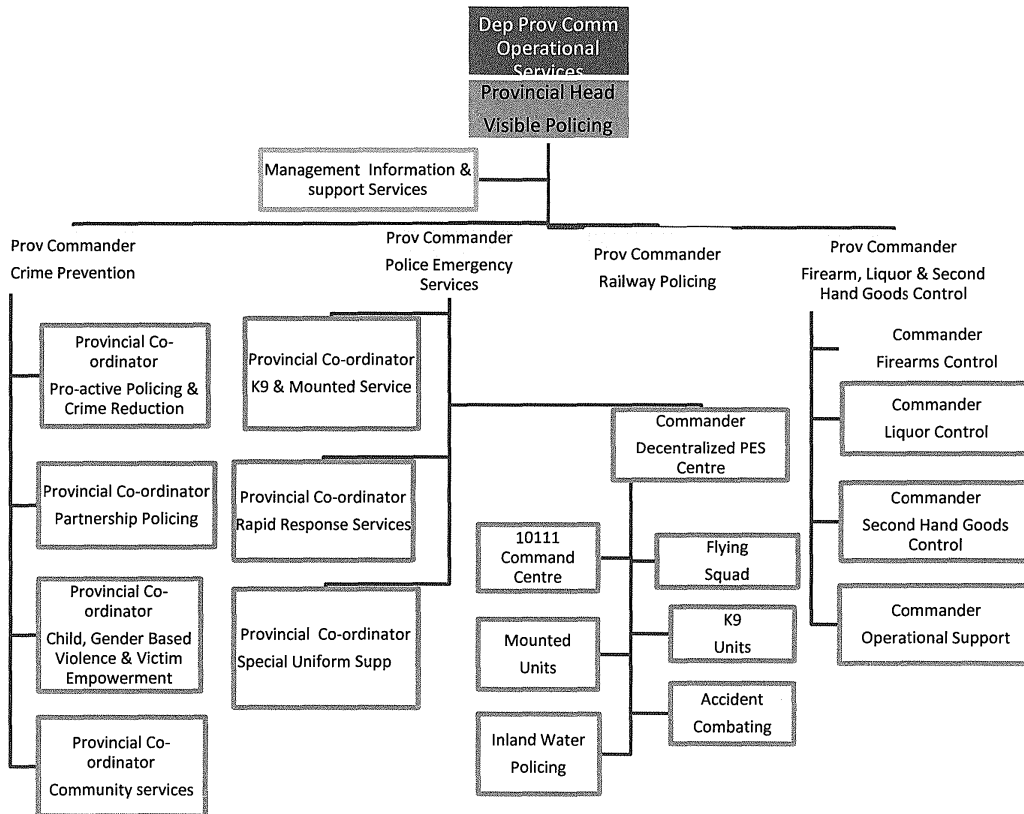 Dep Prov Comm
Operational
Services
Provincial Head
Visible Policing
Management Information &
support Services
Prov Commander
Crime Prevention
Prov Commander
Police Emergency
Services
Prov Commander
Railway Policing
Prov Commander
Firearm, Liquor & Second
Hand Goods Control
Provincial Co-
ordinator
Pro-active Policing &
Crime Reduction
Provincial Co-ordinator
Partnership Policing
Provincial Co-
ordinator
Child, Gender Based
Violence & Victim
Empowerment
Provincial Co-
ordinator
Community services
Provincial Co-ordinator
K9 & Mounted Service
Provincial Co-ordinator
Rapid Response Services
Provincial Co-ordinator
Special Uniform Supp
Commander
Decentralized PES
Centre
10111
Command
Centre
Flying
Squad
Mounted
Units
K9
Units
Inland Water
Policing
Accident
Combating
Commander
Firearms Control
Commander
Liquor Control
Commander
Second Hand Goods
Control
Commander
Operational Support